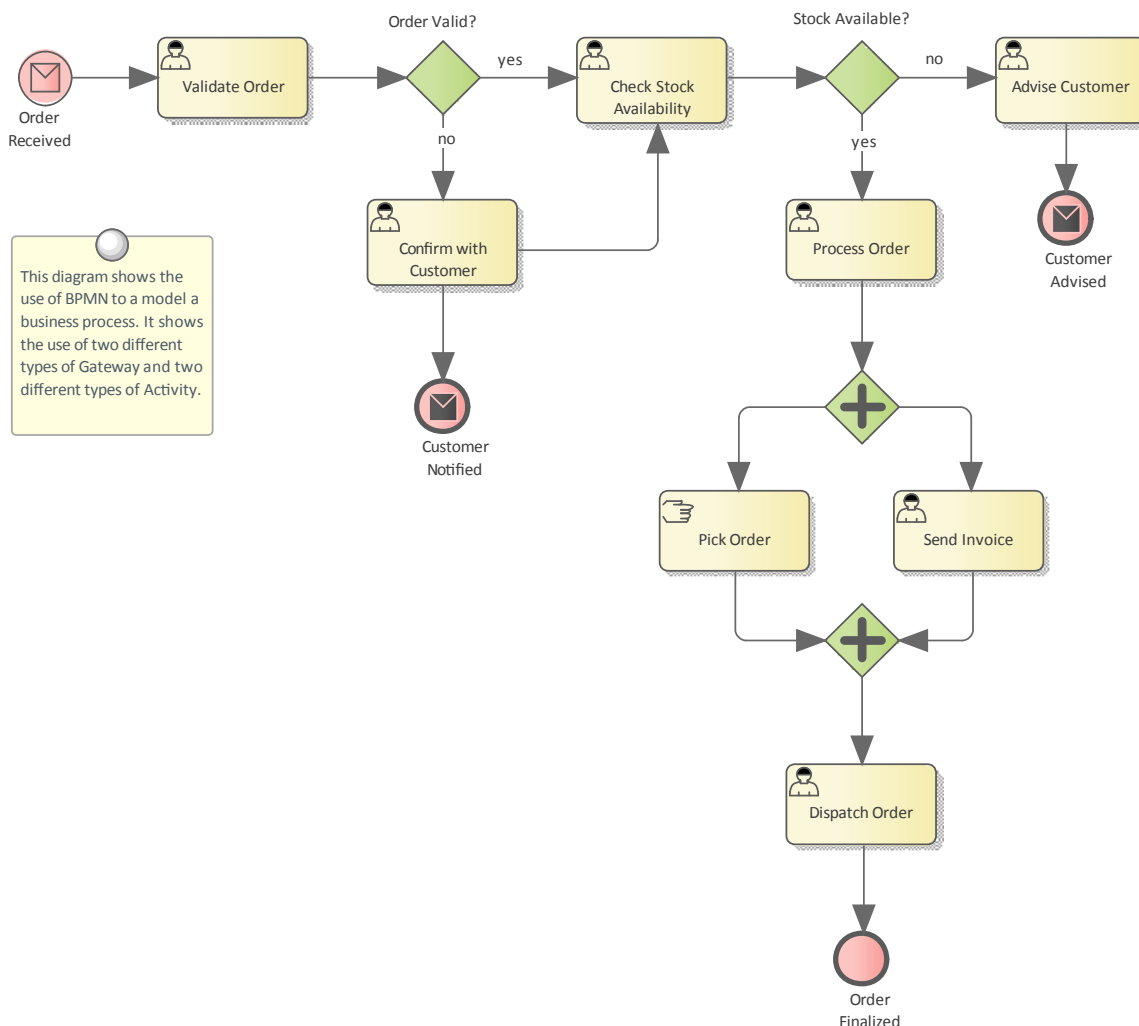 Order Valid?
Stock Available?
Validate Order
yes
Check Stock
Availability
no
Advise Customer
Order
Received
no
yes
Confirm with
Customer
Process Order
Customer
Advised
This diagram shows the
use of BPMN to a model a
business process. It shows
the use of two different
types of Gateway and two
different types of Activity.
Customer
Notified
Pick Order
Send Invoice
Dispatch Order
Order
Finalized